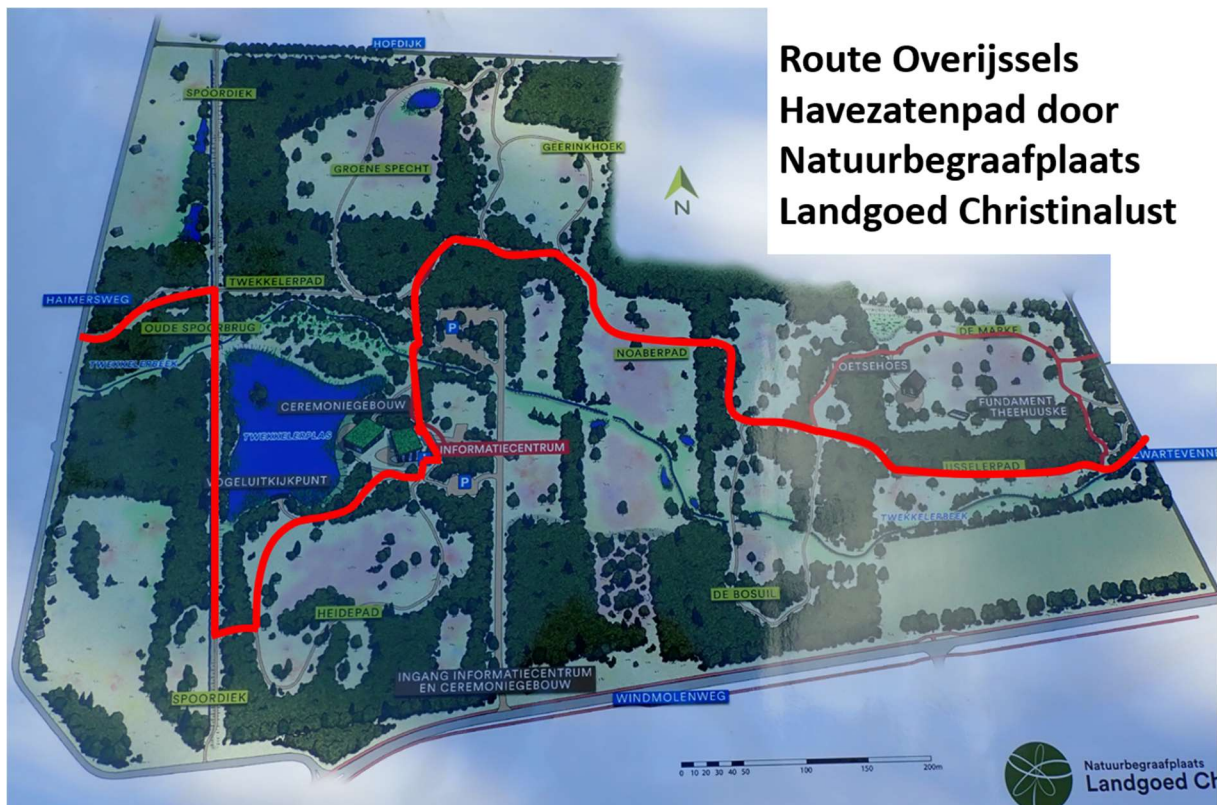 Route Overijssels
Havezatenpad door
Natuurbegraafplaats
Landgoed Christinalust
HOFDIJK
SPOORDIEK
GEERINKHOEK
GROENE SPECHT
N
TWEKKELERPAD
HAIMERSWEG
OUDE SPOORBRUG
P
DE MARKE
TWEKKELERBEEK
NOABERPAD
OETSEHOES
CEREMONIEGEBOUW
FUNDAMENT
THEEHUUSKE
TWEKKELERPLAS
INFORMATIECENTRUM
ZWARTEVENNE
P
IJSSELERPAD
VOGELUITKIJKPUNT
P
TWEKKELERBEEK
DE BOSUIL
HEIDEPAD
INGANG INFORMATIECENTRUM
EN CEREMONIEGEBOUW
SPOORDIEK
WINDMOLENWEG
0 10 20 30 40 50 100 150 200m
Natuurbegraafplaats
Landgoed Ch